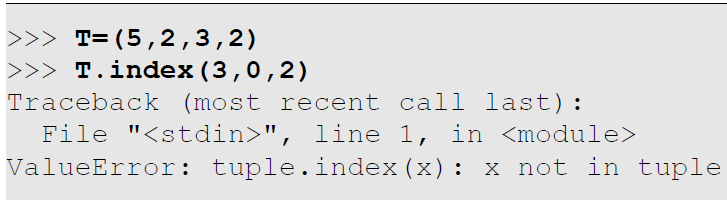 >>> T=(5,2,3,2)
>>> T.index(3,0,2)
Traceback (most recent call last):
  File "<stdin>", line 1, in <module>
ValueError: tuple.index(x): x not in tuple